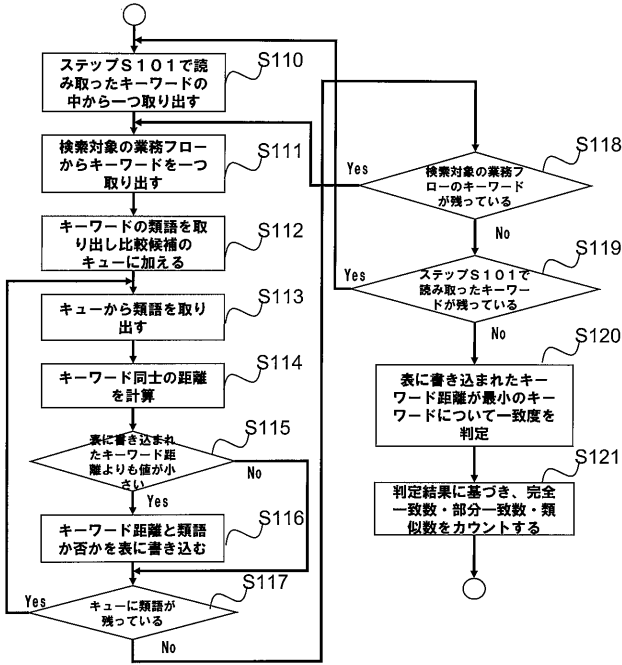 ステップS101で読
み取ったキーワードの
中から一つ取り出す
S110
検索対象の業務フロー
からキーワードを一つ
取り出す
S111
キーワードの類語を取
り出し比較候補の
キューに加える
S112
キューから類語を取り
出す
S113
キーワード同士の距離
を計算
S114
表に書き込まれ
たキーワード距
離よりも値が小
さい
S115
No
Yes
キーワード距離と類語
か否かを表に書き込む
S116
キューに類語が
残っている
S117
Yes
No
検索対象の業務フ
ローのキーワード
が残っている
S118
Yes
No
ステップS101で
読み取ったキーワー
ドが残っている
S119
Yes
No
表に書き込まれたキー
ワード距離が最小のキー
ワードについて一致度を
判定
S120
判定結果に基づき、完全
一致数・部分一致数・類
似数をカウントする
S121